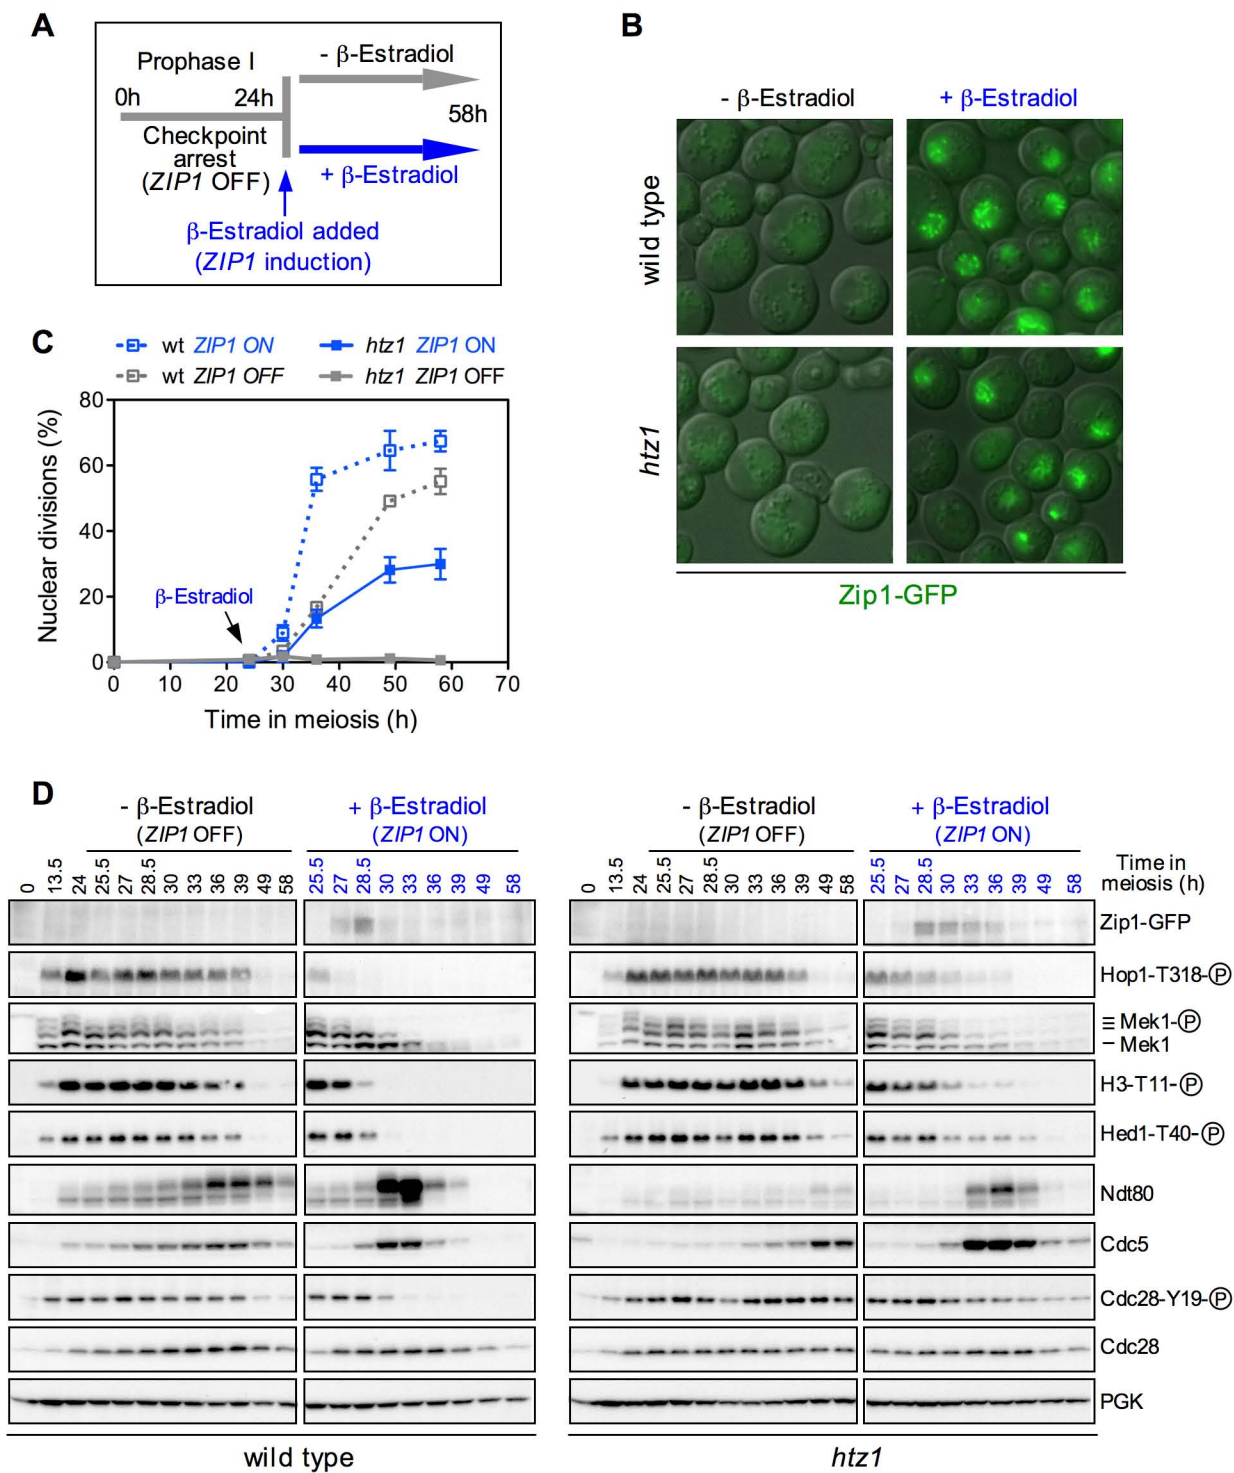 A
Prophase I
- β-Estradiol
0h
24h
58h
Checkpoint
arrest
(ZIP1 OFF)
+ β-Estradiol
β-Estradiol added
(ZIP1 induction)
B
- β-Estradiol
+ β-Estradiol
wild type
htz1
Zip1-GFP
C
wt ZIP1 ON
htz1 ZIP1 ON
wt ZIP1 OFF
htz1 ZIP1 OFF
Nuclear divisions (%)
80
60
40
20
0
β-Estradiol
0 10 20 30 40 50 60 70
Time in meiosis (h)
D
- β-Estradiol
(ZIP1 OFF)
+ β-Estradiol
(ZIP1 ON)
- β-Estradiol
(ZIP1 OFF)
+ β-Estradiol
(ZIP1 ON)
0 13.5 24 25.5 27 28.5 30 33 36 39 49 58
25.5 27 28.5 30 33 36 39 49 58
0 13.5 24 25.5 27 28.5 30 33 36 39 49 58
25.5 27 28.5 30 33 36 39 49 58
Time in
meiosis (h)
Zip1-GFP
Hop1-T318-Ⓟ
Mek1-Ⓟ
Mek1
H3-T11-Ⓟ
Hed1-T40-Ⓟ
Ndt80
Cdc5
Cdc28-Y19-Ⓟ
Cdc28
PGK
wild type
htz1